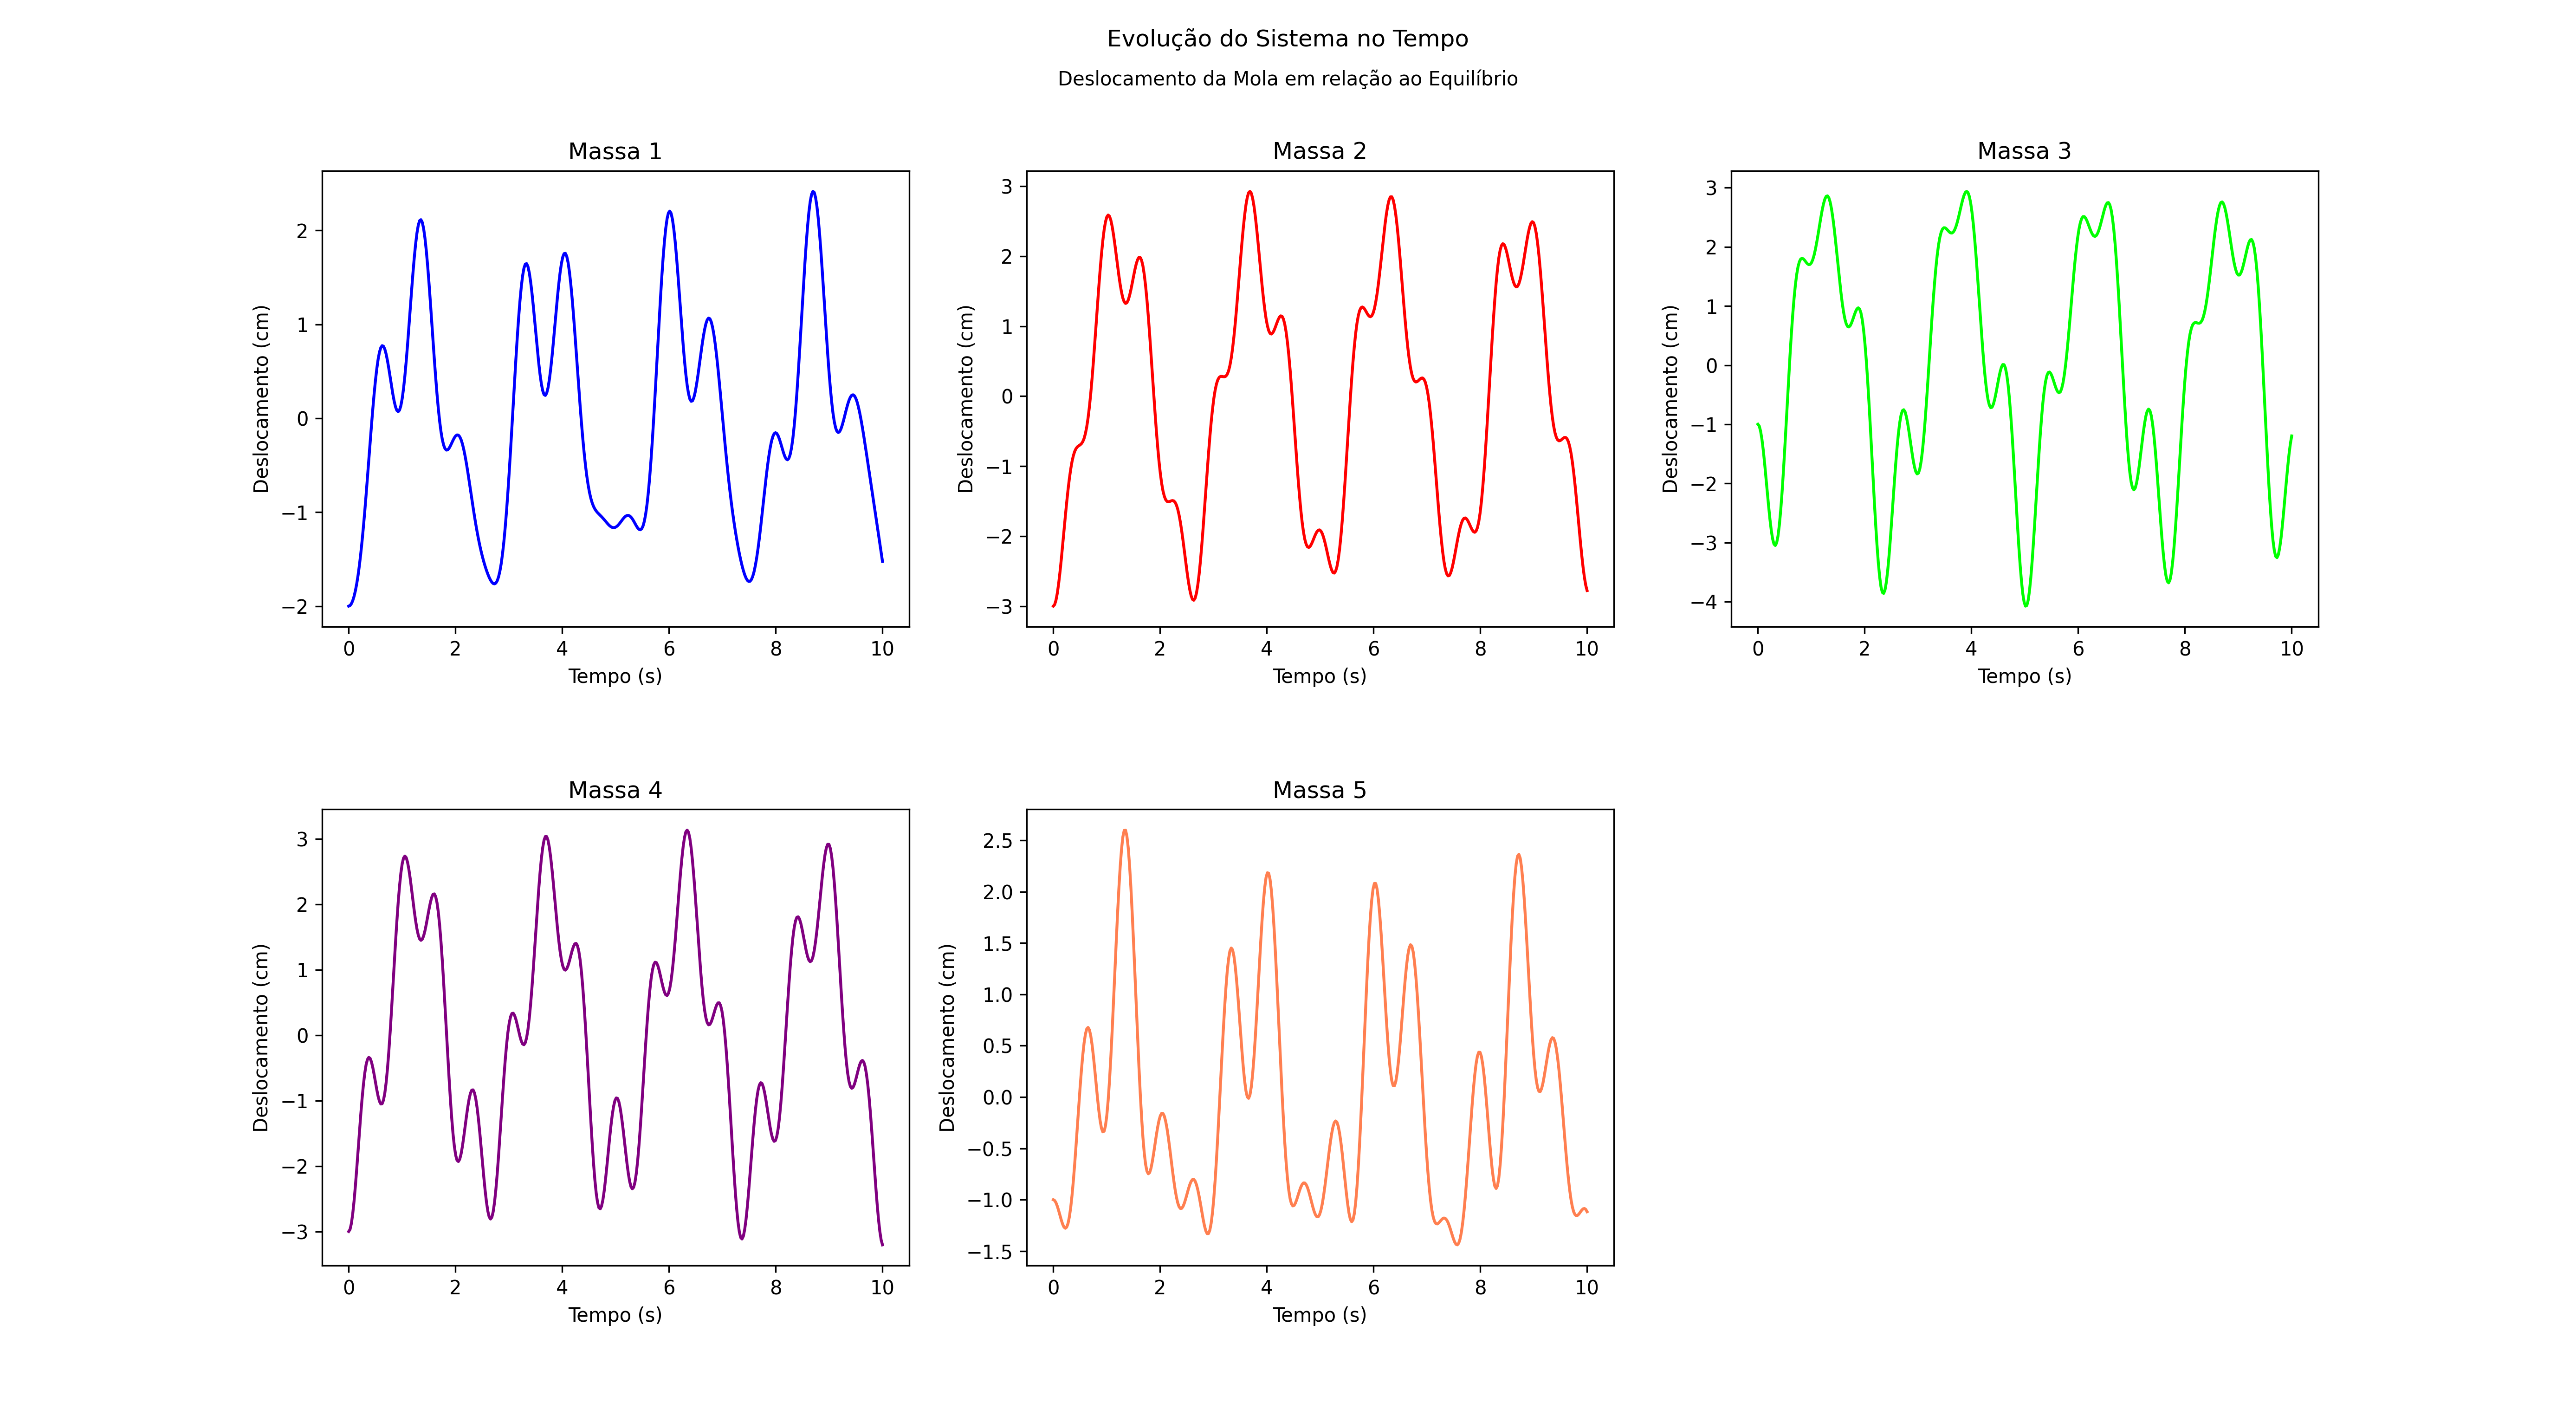 Evolução do Sistema no Tempo
Deslocamento da Mola em relação ao Equilíbrio
Massa 1
Deslocamento (cm)
2
1
0
−1
−2
0 2 4 6 8 10
Tempo (s)
Massa 2
Deslocamento (cm)
3
2
1
0
−1
−2
−3
0 2 4 6 8 10
Tempo (s)
Massa 3
Deslocamento (cm)
3
2
1
0
−1
−2
−3
−4
0 2 4 6 8 10
Tempo (s)
Massa 4
Deslocamento (cm)
3
2
1
0
−1
−2
−3
0 2 4 6 8 10
Tempo (s)
Massa 5
Deslocamento (cm)
2.5
2.0
1.5
1.0
0.5
0.0
−0.5
−1.0
−1.5
0 2 4 6 8 10
Tempo (s)